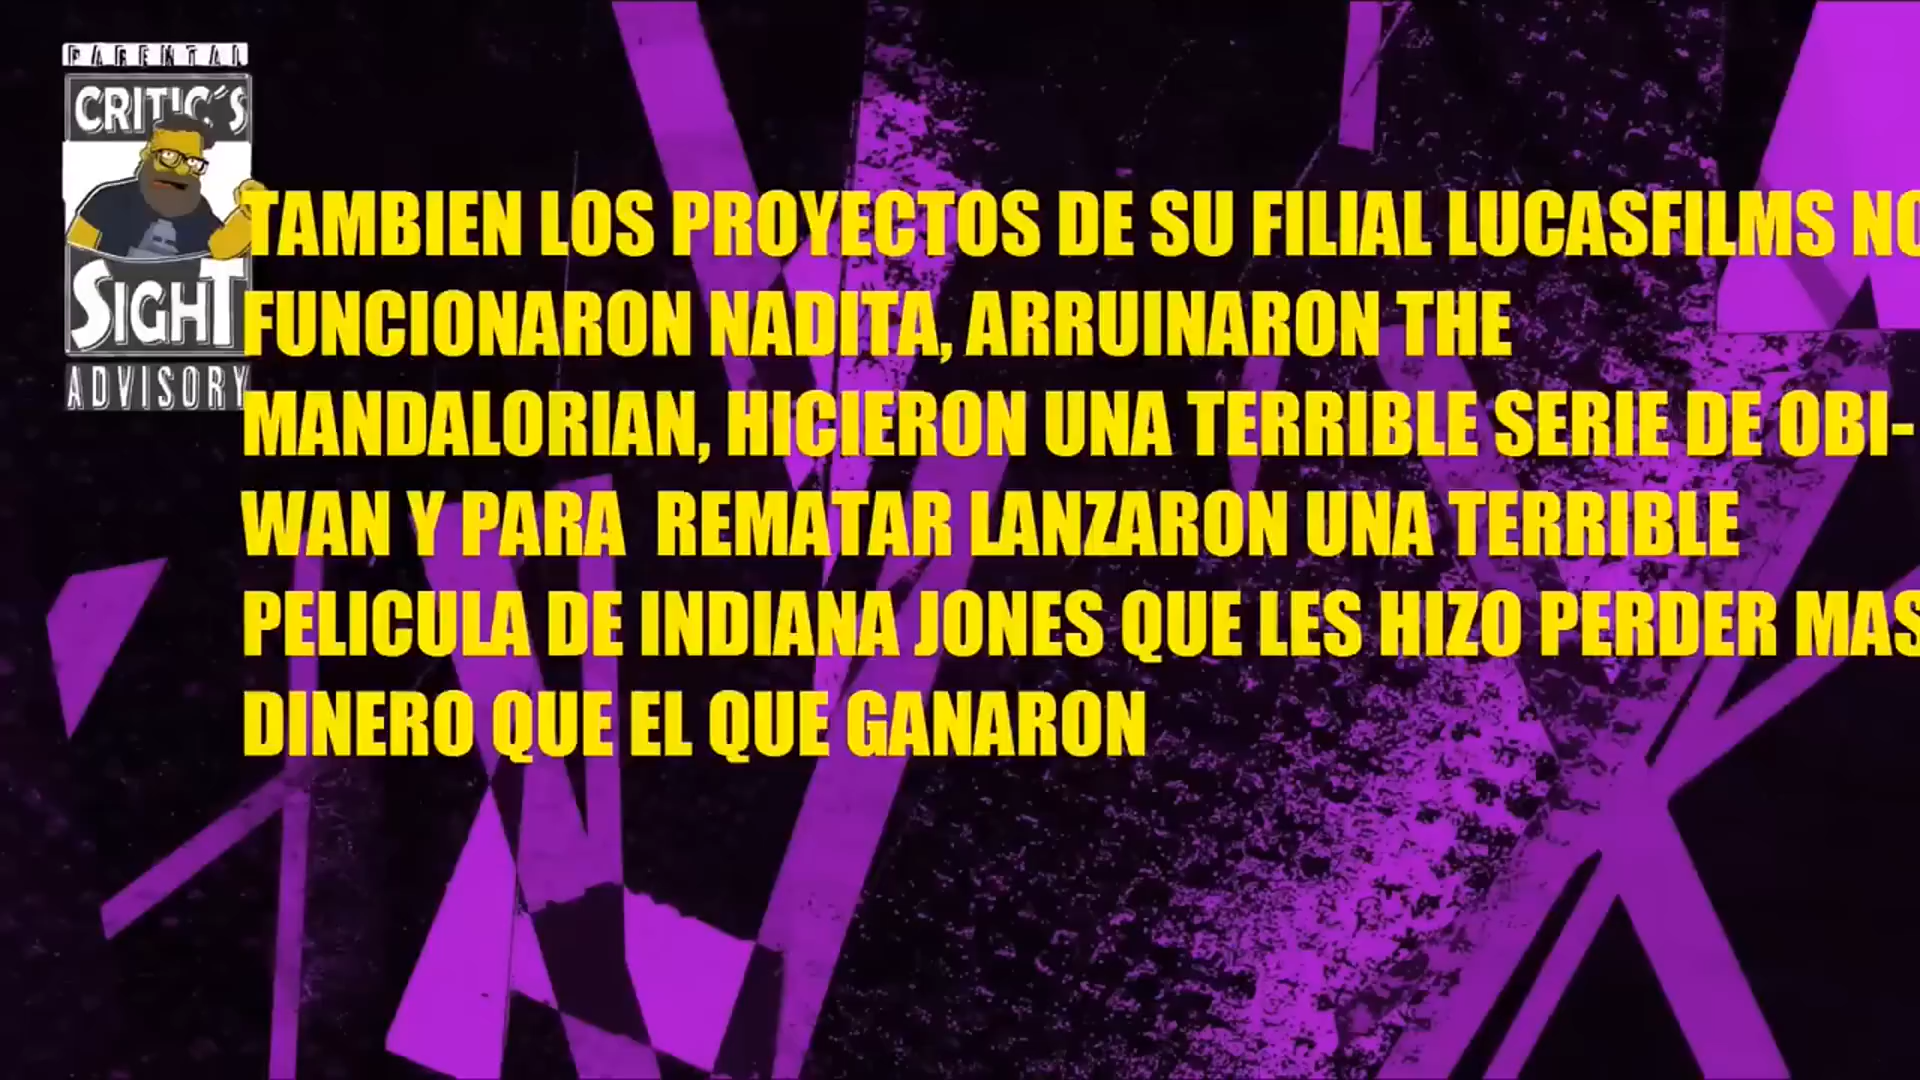 PARENTAL
CRITIC´S
SIGHT
ADVISORY
TAMBIEN LOS PROYECTOS DE SU FILIAL LUCASFILMS NO
FUNCIONARON NADITA, ARRUINARON THE
MANDALORIAN, HICIERON UNA TERRIBLE SERIE DE OBI-
WAN Y PARA  REMATAR LANZARON UNA TERRIBLE
PELICULA DE INDIANA JONES QUE LES HIZO PERDER MAS
DINERO QUE EL QUE GANARON